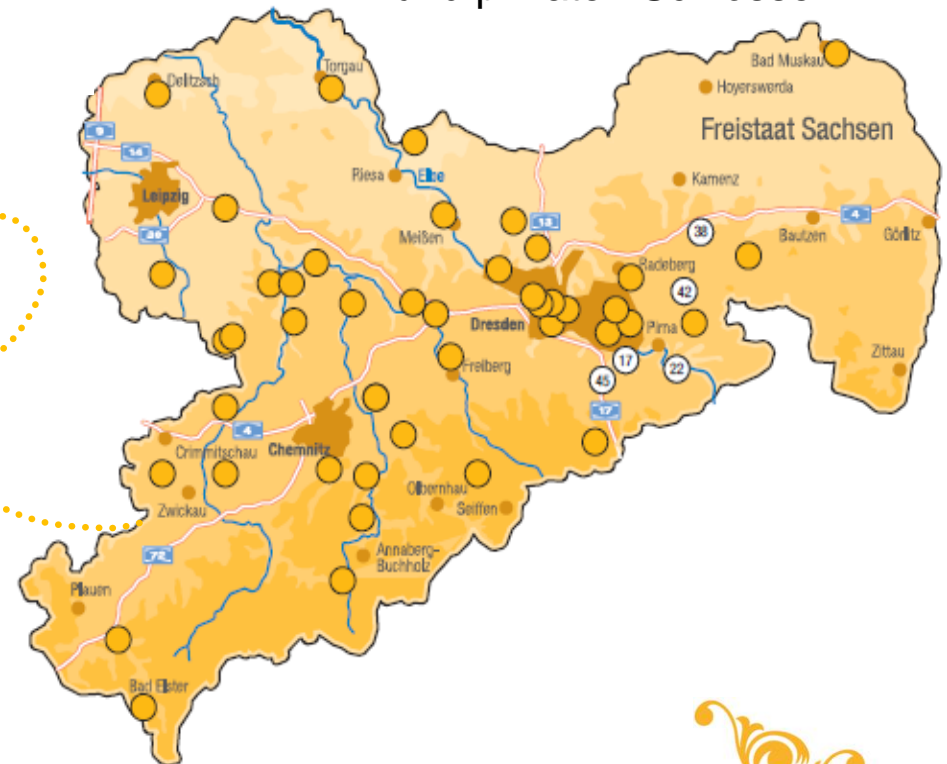 Bad Muskau
Torgau
Delitzsch
Hoyerswerda
9
Freistaat Sachsen
14
Riesa
Elbe
Kamenz
Leipzig
4
13
38
Meißen
38
Bautzen
Görlitz
Radeberg
42
Dresden
Pirna
Zittau
17
22
Freiberg
45
17
4
Chemnitz
Crimmitschau
Olbernhau
Zwickau
Seiffen
72
Annaberg-
Buchholz
Plauen
Bad Elster